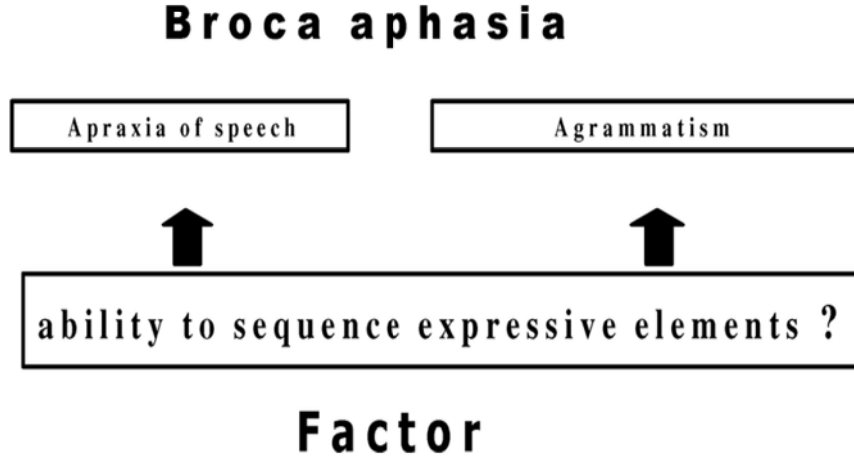 Broca aphasia
Apraxia of speech
Agrammatism
ability to sequence expressive elements ?
Factor